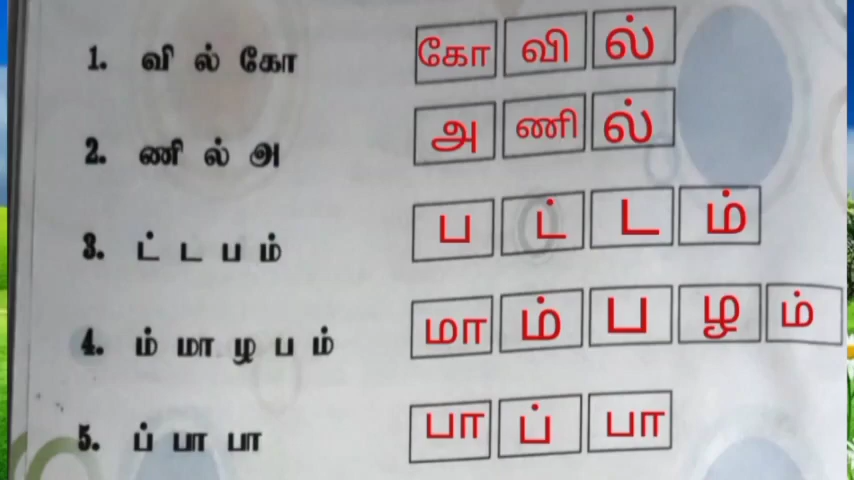 1. வி ல் கோ கோ வி ல்
2. ணி ல் அ அ ணி ல்
3. ட் ட ப ம் ப ட் ட ம்
4. ம் மா ழ ப ம் மா ம் ப ழ ம்
5. ப் பா பா பா ப் பா